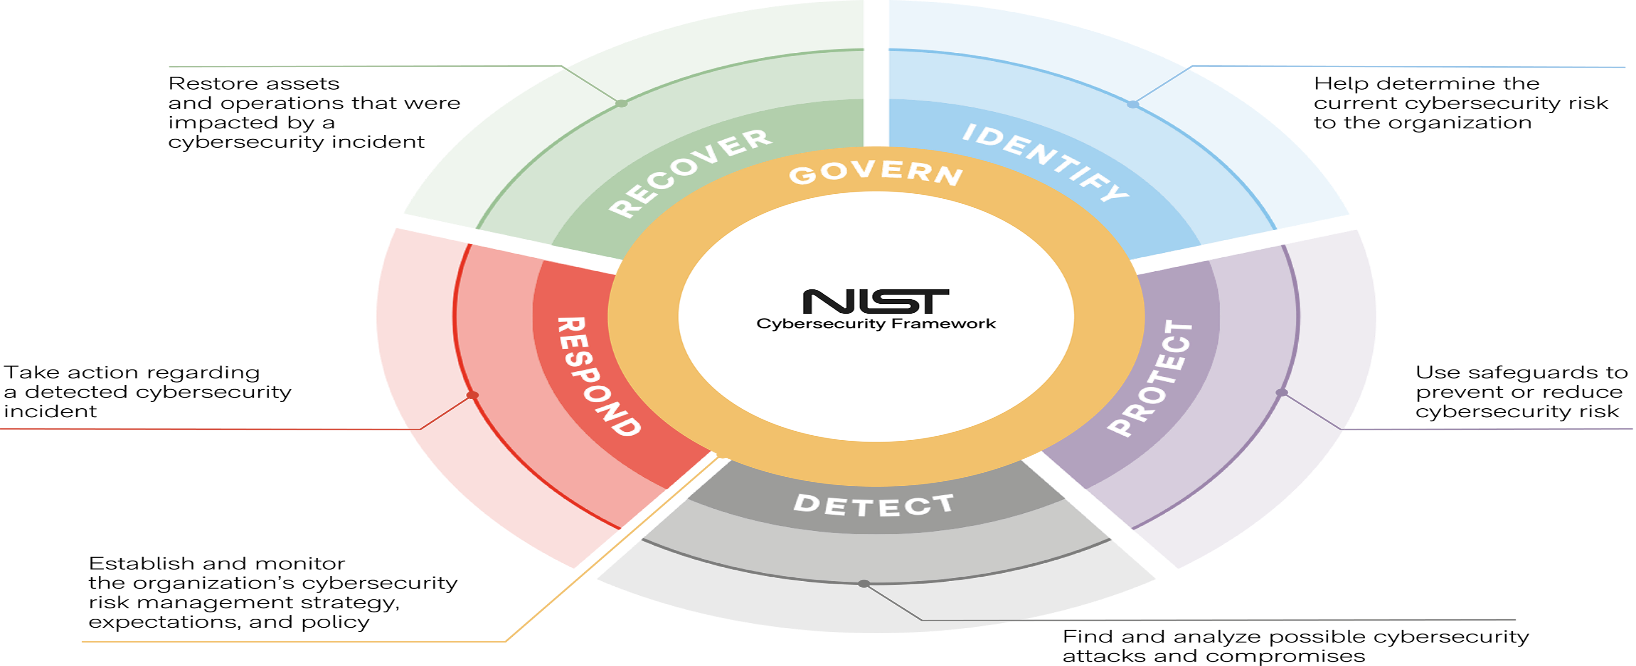 Restore assets
and operations that were
impacted by a
cybersecurity incident
Help determine the
current cybersecurity risk
to the organization
RECOVER
IDENTIFY
GOVERN
NIST
Cybersecurity Framework
RESPOND
PROTECT
DETECT
Take action regarding
a detected cybersecurity
incident
Use safeguards to
prevent or reduce
cybersecurity risk
Establish and monitor
the organization's cybersecurity
risk management strategy,
expectations, and policy
Find and analyze possible cybersecurity
attacks and compromises